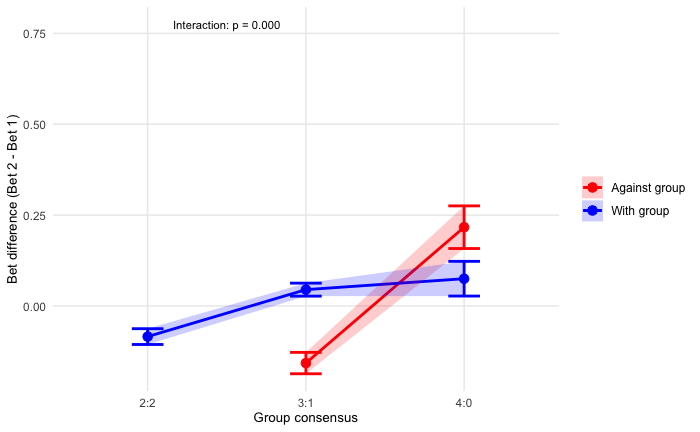 Interaction: p = 0.000
0.75
0.50
0.25
0.00
Bet difference (Bet 2 - Bet 1)
2:2
3:1
4:0
Group consensus
Against group
With group